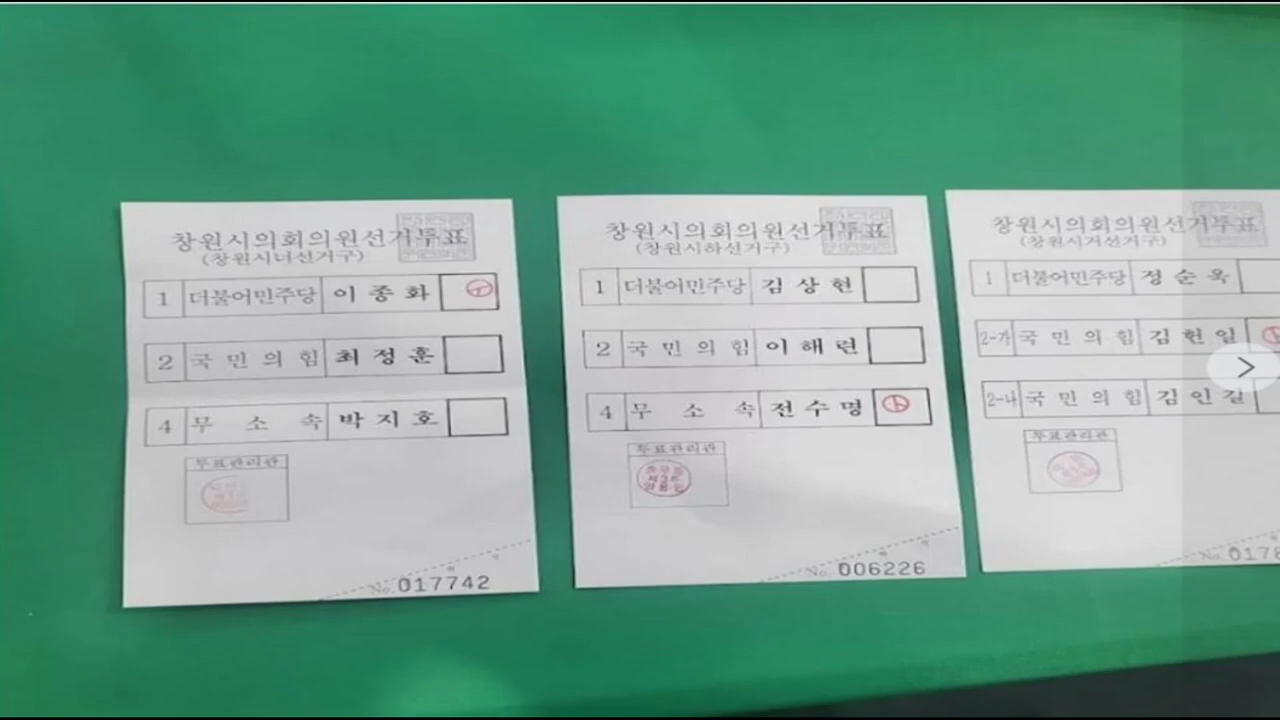 창원시의회의원선거투표
(창원시너선거구)
1 더불어민주당 이종화
2 국민의힘 최정훈
4 무소속 박지호
투표관리관
No. 017742
창원시의회의원선거투표
(창원시하선거구)
1 더불어민주당 김상현
2 국민의힘 이해련
4 무소속 전수명
투표관리관
No. 006226
창원시의회의원선거투표
(창원시거선거구)
1 더불어민주당 정순욱
2-가 국민의힘 김헌일
2-나 국민의힘 김인길
투표관리관
No. 0178